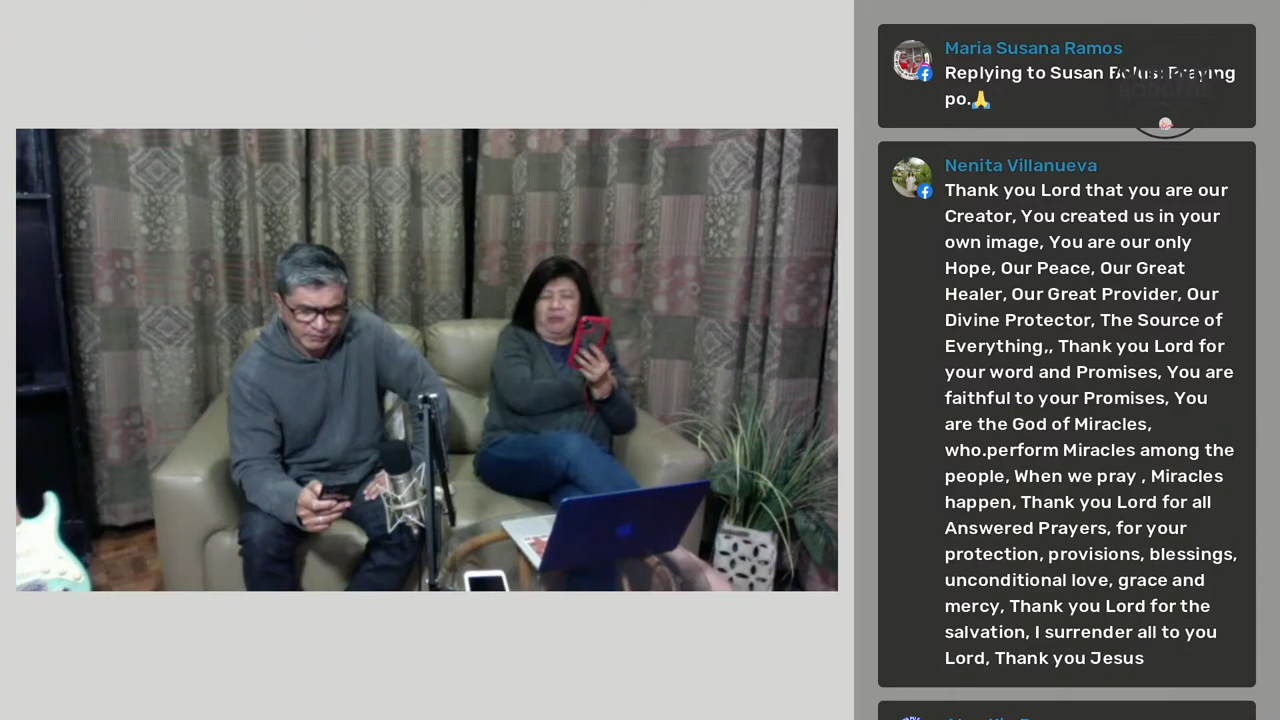 Maria Susana Ramos
Replying to Susan Bolus Praying
po.🙏
Nenita Villanueva
Thank you Lord that you are our
Creator, You created us in your
own image, You are our only
Hope, Our Peace, Our Great
Healer, Our Great Provider, Our
Divine Protector, The Source of
Everything,, Thank you Lord for
your word and Promises, You are
faithful to your Promises, You
are the God of Miracles,
who.perform Miracles among the
people, When we pray , Miracles
happen, Thank you Lord for all
Answered Prayers, for your
protection, provisions, blessings,
unconditional love, grace and
mercy, Thank you Lord for the
salvation, I surrender all to you
Lord, Thank you Jesus